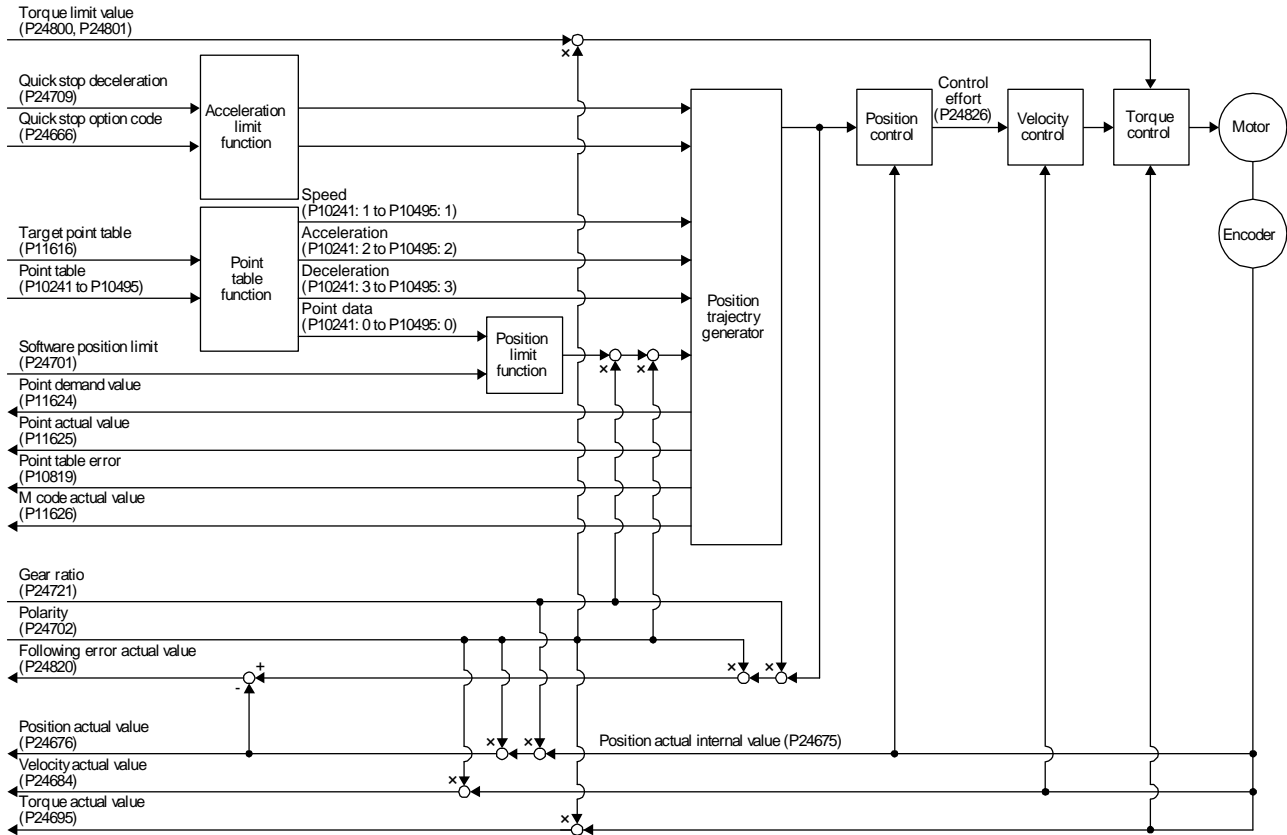 Torque limit value
(P24800, P24801)
×
Quick stop deceleration
(P24709)
Quick stop option code
(P24666)
Acceleration
limit
function
Control
effort
(P24826)
Position
control
Velocity
control
Torque
control
Motor
Encoder
Target point table
(P11616)
Point table
(P10241 to P10495)
Point
table
function
Speed
(P10241: 1 to P10495: 1)
Acceleration
(P10241: 2 to P10495: 2)
Deceleration
(P10241: 3 to P10495: 3)
Point data
(P10241: 0 to P10495: 0)
Position
trajectry
generator
Software position limit
(P24701)
Position
limit
function
×
×
Point demand value
(P11624)
Point actual value
(P11625)
Point table error
(P10819)
M code actual value
(P11626)
Gear ratio
(P24721)
Polarity
(P24702)
Following error actual value
(P24820)
+
-
×
×
Position actual value
(P24676)
×
×
Position actual internal value (P24675)
Velocity actual value
(P24684)
×
Torque actual value
(P24695)
×